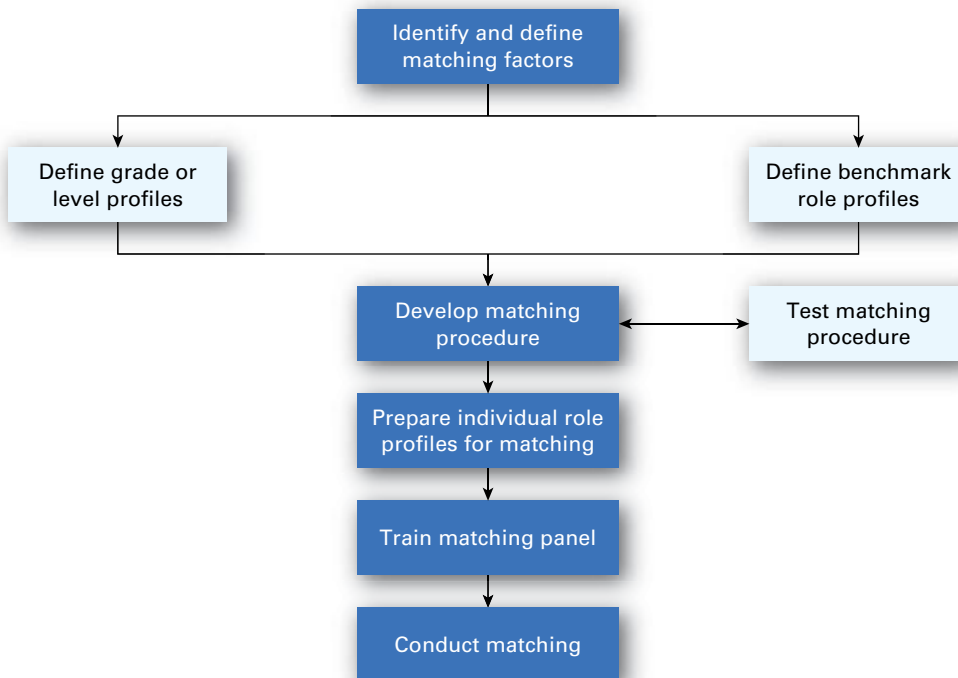 Identify and define
matching factors
Define grade or
level profiles
Define benchmark
role profiles
Develop matching
procedure
Test matching
procedure
Prepare individual role
profiles for matching
Train matching panel
Conduct matching